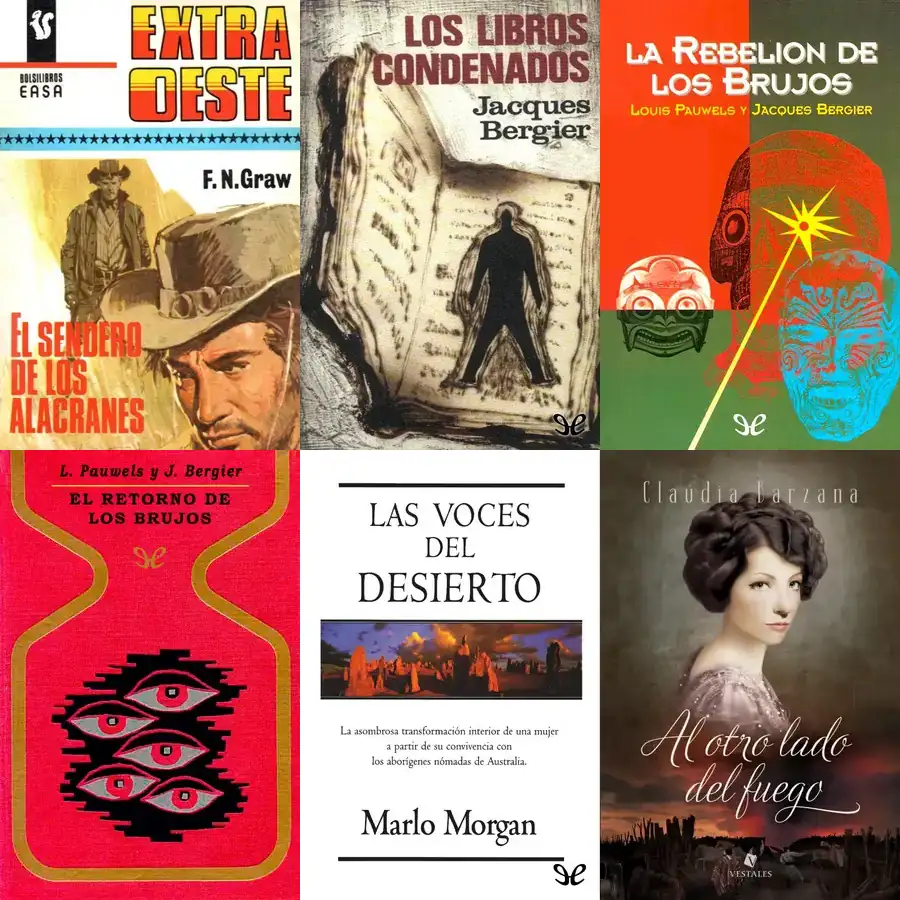 BOLSILIBROS
EASA
EXTRA
OESTE
F.N.Graw
EL SENDERO
DE LOS
ALACRANES
LOS LIBROS
CONDENADOS
Jacques
Bergier
LA REBELION DE
LOS BRUJOS
LOUIS PAUWELS Y JACQUES BERGIER
L. Pauwels y J. Bergier
EL RETORNO DE
LOS BRUJOS
LAS VOCES
DEL
DESIERTO
La asombrosa transformación interior de una mujer
a partir de su convivencia con
los aborígenes nómadas de Australia.
Marlo Morgan
Claudia Barzana
Al otro lado
del fuego
VESTALES